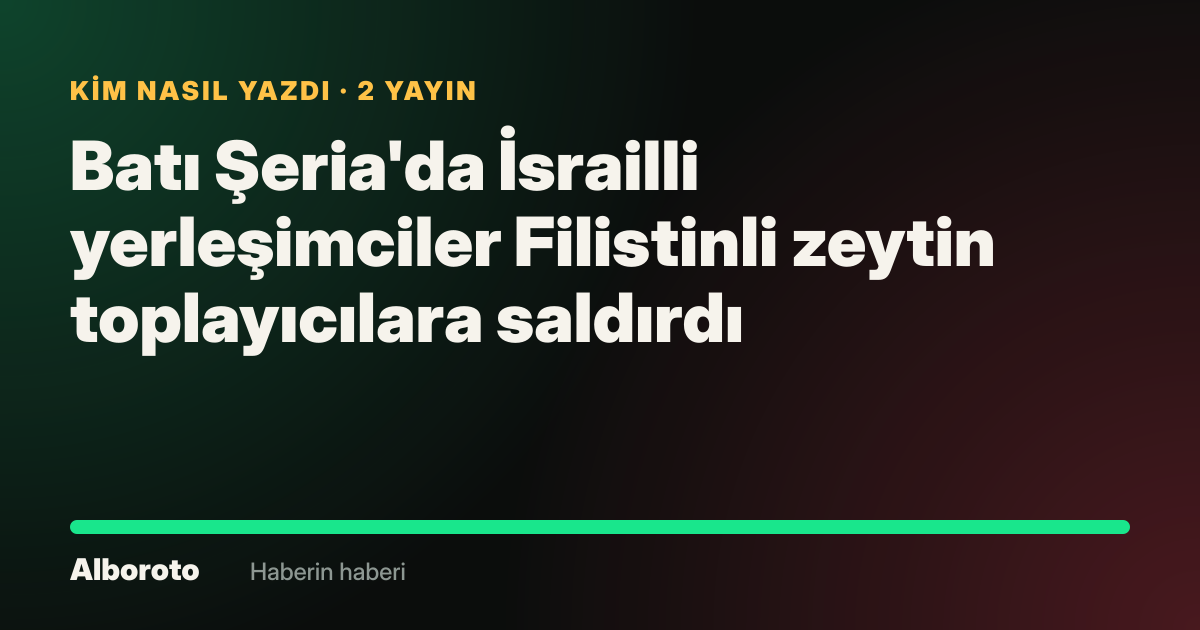 KİM NASIL YAZDI · 2 YAYIN
Batı Şeria'da İsrailli
yerleşimciler Filistinli zeytin
toplayıcılara saldırdı
Alboroto
Haberin haberi